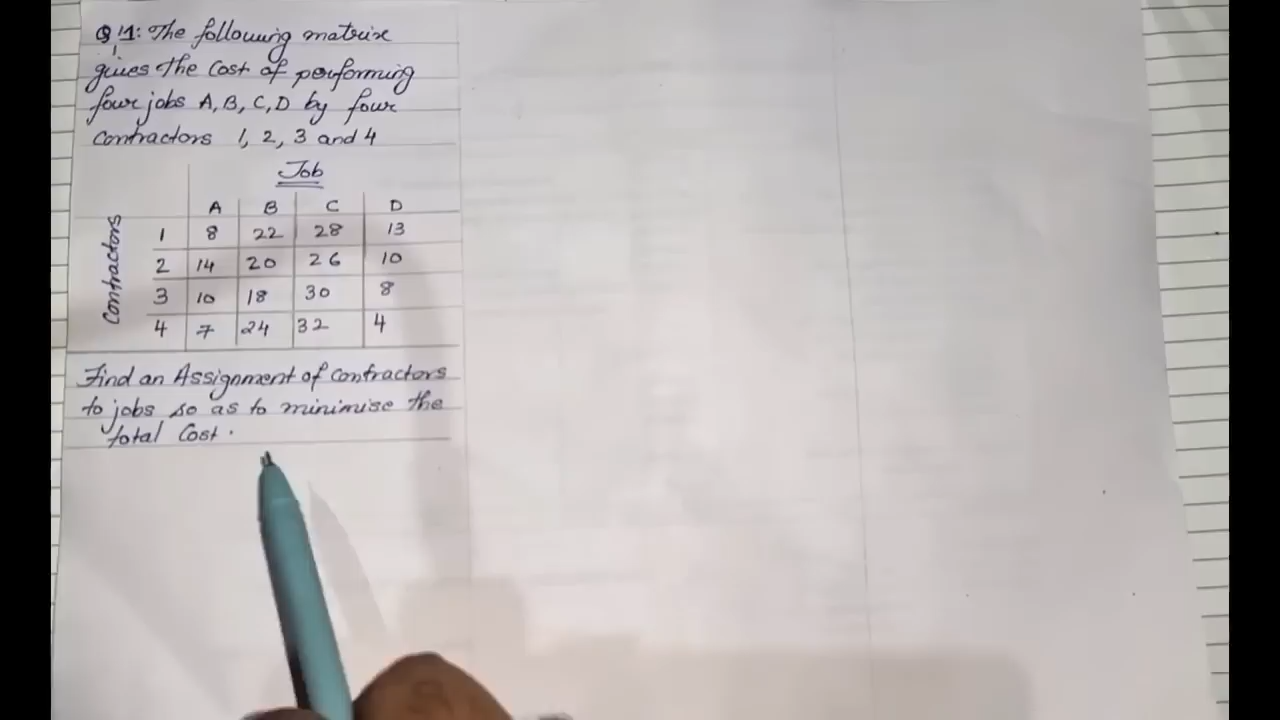 Q 1: The following matrix
gives the cost of performing
four jobs A, B, C, D by four
contractors 1, 2, 3 and 4
Job
A B C D
Contractors
1 8 22 28 13
2 14 20 26 10
3 10 18 30 8
4 7 24 32 4
Find an Assignment of contractors
to jobs so as to minimise the
total cost.